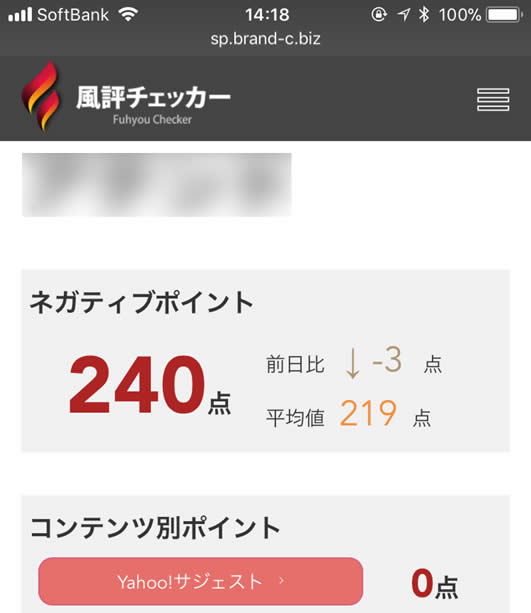 SoftBank 14:18 100%
sp.brand-c.biz
風評チェッカー
Fuhyou Checker
ネガティブポイント
240点
前日比 ↓-3 点
平均値 219 点
コンテンツ別ポイント
Yahoo!サジェスト > 0点